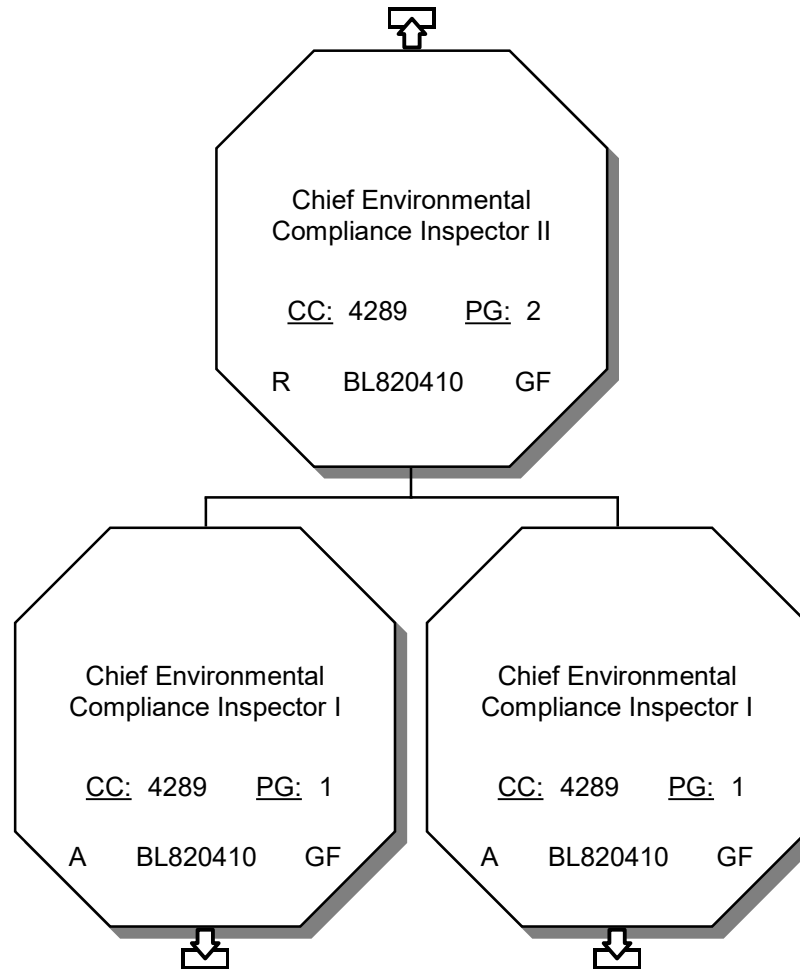 Chief Environmental
Compliance Inspector II
CC: 4289 PG: 2
R BL820410 GF
Chief Environmental
Compliance Inspector I
CC: 4289 PG: 1
A BL820410 GF
Chief Environmental
Compliance Inspector I
CC: 4289 PG: 1
A BL820410 GF